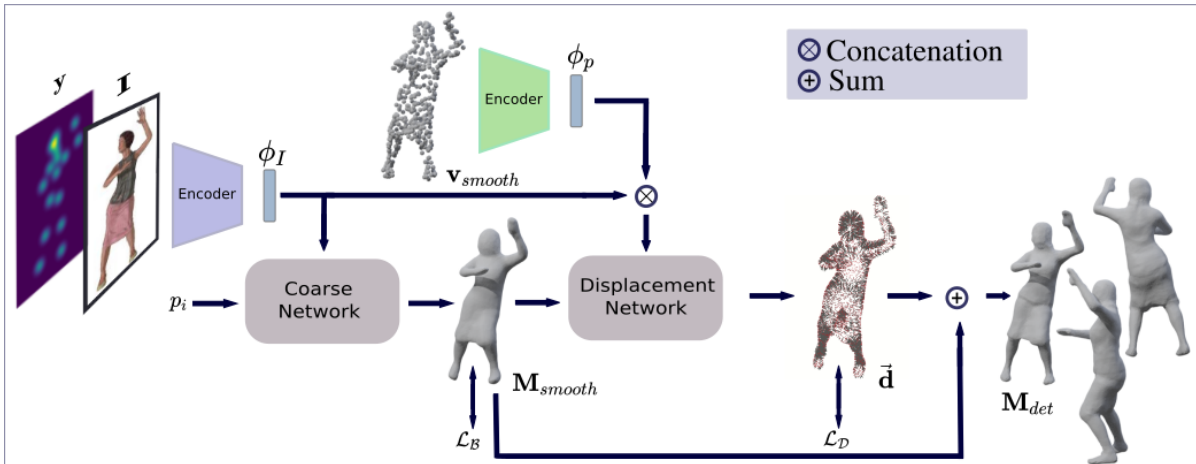 y
I
Encoder
ϕ_I
Encoder
ϕ_p
⊗ Concatenation
⊕ Sum
v_smooth
⊗
p_i
Coarse
Network
M_smooth
ℒ_ℬ
Displacement
Network
d⃗
ℒ_𝒟
⊕
M_det